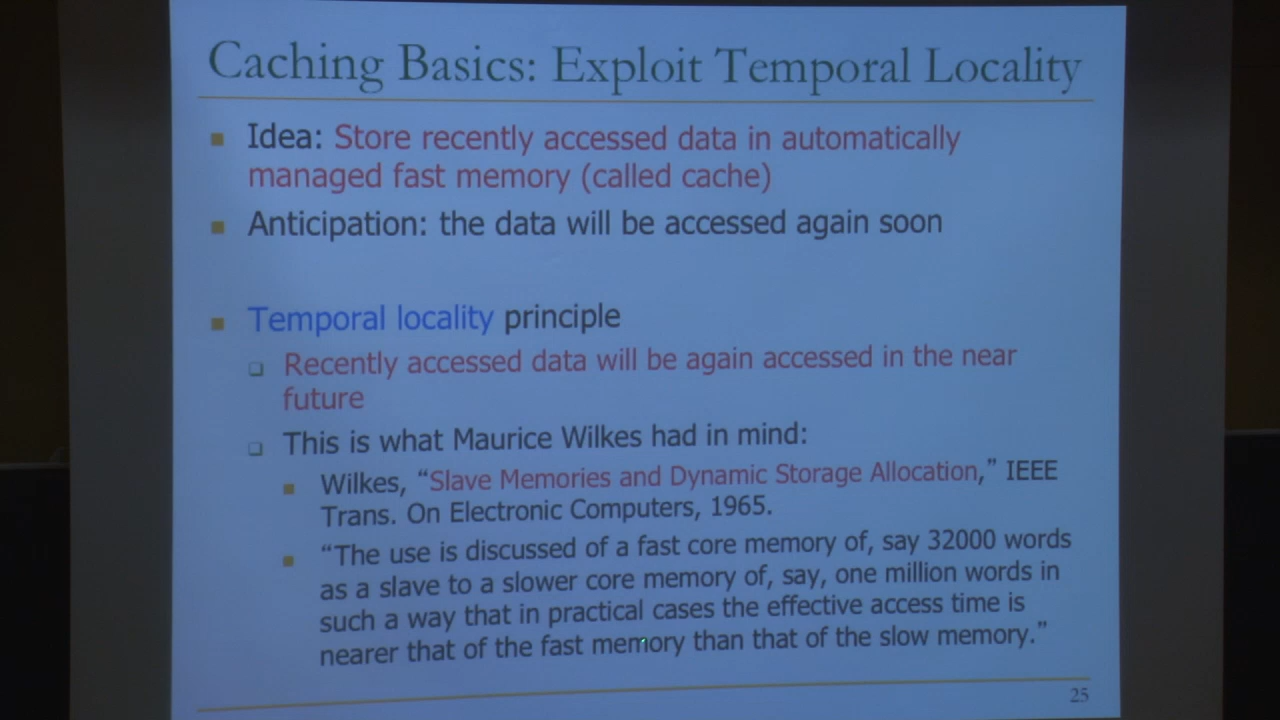 Caching Basics: Exploit Temporal Locality
Idea: Store recently accessed data in automatically
managed fast memory (called cache)
Anticipation: the data will be accessed again soon
Temporal locality principle
Recently accessed data will be again accessed in the near
future
This is what Maurice Wilkes had in mind:
Wilkes, “Slave Memories and Dynamic Storage Allocation,” IEEE
Trans. On Electronic Computers, 1965.
“The use is discussed of a fast core memory of, say 32000 words
as a slave to a slower core memory of, say, one million words in
such a way that in practical cases the effective access time is
nearer that of the fast memory than that of the slow memory.”
25